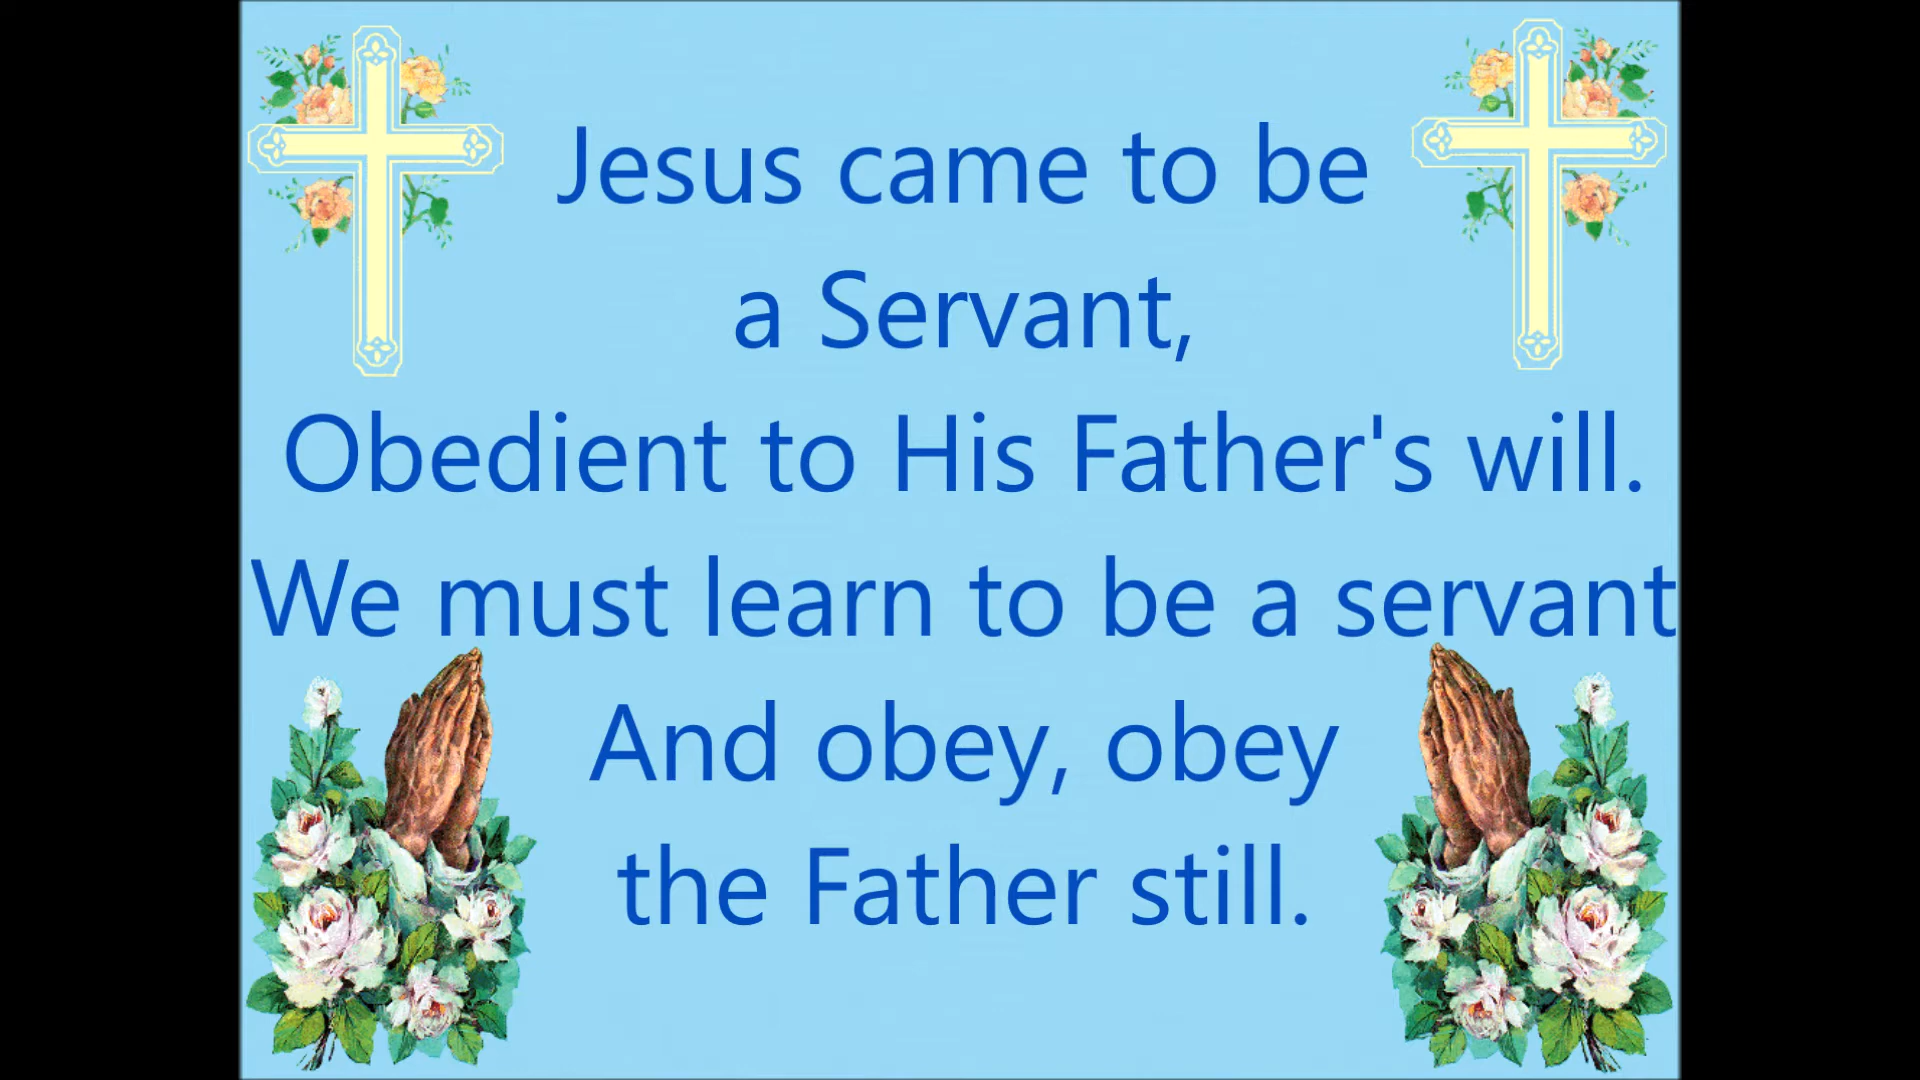 Jesus came to be
a Servant,
Obedient to His Father's will.
We must learn to be a servant
And obey, obey
the Father still.